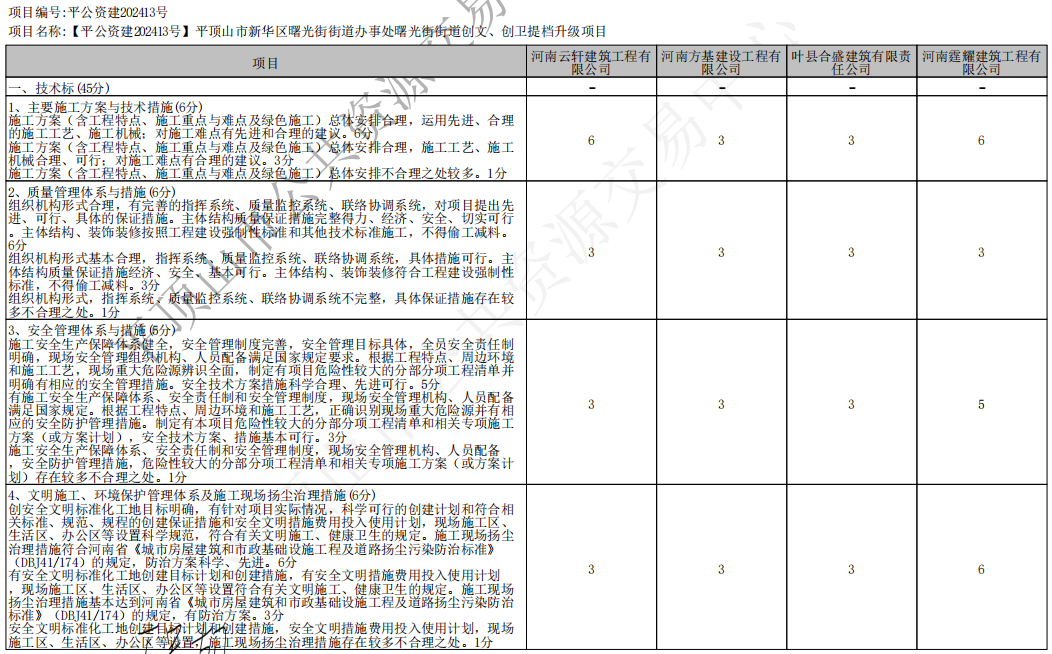 项目编号:平公资建202413号
项目名称:【平公资建202413号】平顶山市新华区曙光街街道办事处曙光街街道创文、创卫提档升级项目
项目 河南云轩建筑工程有限公司 河南方基建设工程有限公司 叶县合盛建筑有限责任公司 河南霆耀建筑工程有限公司
一、技术标(45分) - - - -
1、主要施工方案与技术措施(6分)
施工方案（含工程特点、施工重点与难点及绿色施工）总体安排合理，运用先进、合理
的施工工艺、施工机械；对施工难点有先进和合理的建议。6分
施工方案（含工程特点、施工重点与难点及绿色施工）总体安排合理，施工工艺、施工
机械合理、可行；对施工难点有合理的建议。3分
施工方案（含工程特点、施工重点与难点及绿色施工）总体安排不合理之处较多。1分
6 3 3 6
2、质量管理体系与措施(6分)
组织机构形式合理，有完善的指挥系统、质量监控系统、联络协调系统，对项目提出先
进、可行、具体的保证措施。主体结构质量保证措施完整得力、经济、安全、切实可行
。主体结构、装饰装修按照工程建设强制性标准和其他技术标准施工，不得偷工减料。
6分
组织机构形式基本合理，指挥系统、质量监控系统、联络协调系统，具体措施可行。主
体结构质量保证措施经济、安全、基本可行。主体结构、装饰装修符合工程建设强制性
标准，不得偷工减料。3分
组织机构形式，指挥系统、质量监控系统、联络协调系统不完整，具体保证措施存在较
多不合理之处。1分
3 3 3 3
3、安全管理体系与措施(5分)
施工安全生产保障体系健全，安全管理制度完善，安全管理目标具体，全员安全责任制
明确，现场安全管理组织机构、人员配备满足国家规定要求。根据工程特点、周边环境
和施工工艺，现场重大危险源辨识全面，制定有项目危险性较大的分部分项工程清单并
明确有相应的安全管理措施。安全技术方案措施科学合理、先进可行。5分
有施工安全生产保障体系、安全责任制和安全管理制度，现场安全管理机构、人员配备
满足国家规定。根据工程特点、周边环境和施工工艺，正确识别现场重大危险源并有相
应的安全防护管理措施。制定有本项目危险性较大的分部分项工程清单和相关专项施工
方案（或方案计划），安全技术方案、措施基本可行。3分
施工安全生产保障体系、安全责任制和安全管理制度，现场安全管理机构、人员配备
，安全防护管理措施，危险性较大的分部分项工程清单和相关专项施工方案（或方案计
划）存在较多不合理之处。1分
3 3 3 5
4、文明施工、环境保护管理体系及施工现场扬尘治理措施(6分)
创安全文明标准化工地目标明确，有针对项目实际情况，科学可行的创建计划和符合相
关标准、规范、规程的创建保证措施和安全文明措施费用投入使用计划，现场施工区、
生活区、办公区等设置科学规范，符合有关文明施工、健康卫生的规定。施工现场扬尘
治理措施符合河南省《城市房屋建筑和市政基础设施工程及道路扬尘污染防治标准》
（DBJ41/174）的规定，防治方案科学、先进。6分
有安全文明标准化工地创建目标计划和创建措施，有安全文明措施费用投入使用计划
，现场施工区、生活区、办公区等设置符合有关文明施工、健康卫生的规定。施工现场
扬尘治理措施基本达到河南省《城市房屋建筑和市政基础设施工程及道路扬尘污染防治
标准》（DBJ41/174）的规定，有防治方案。3分
安全文明标准化工地创建目标计划和创建措施，安全文明措施费用投入使用计划，现场
施工区、生活区、办公区等设置，施工现场扬尘治理措施存在较多不合理之处。1分
3 3 3 6